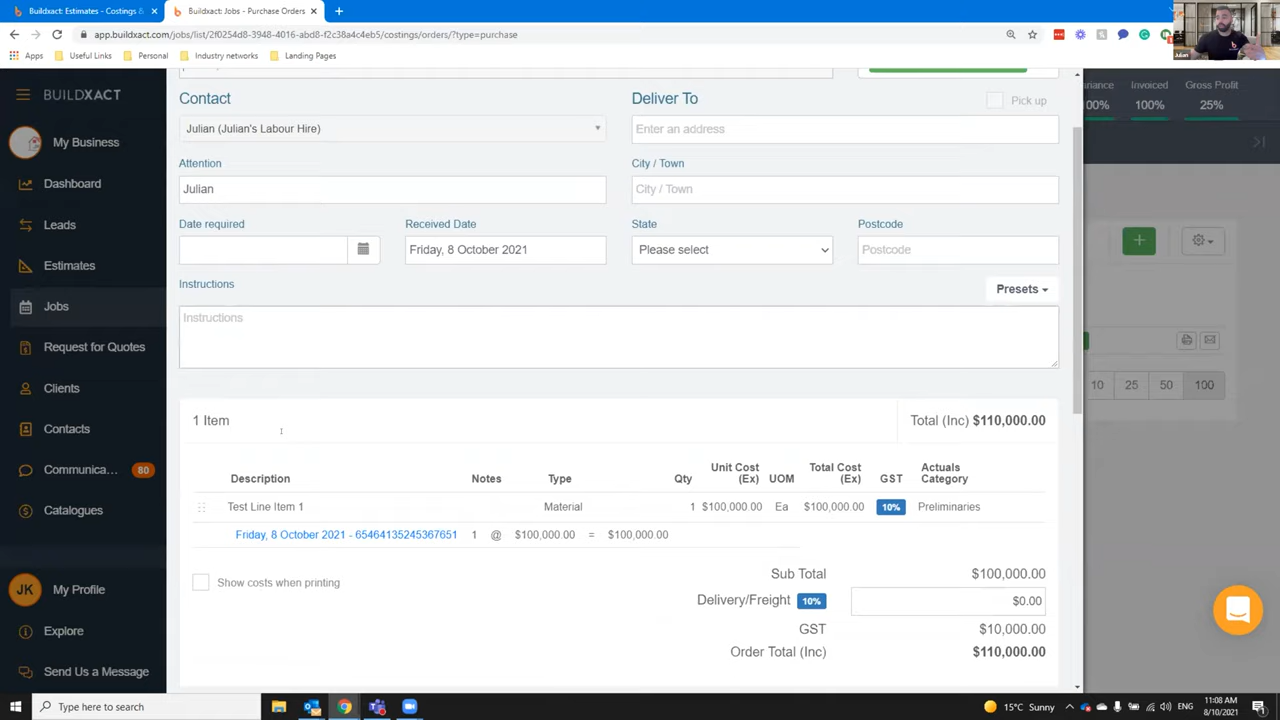 Buildxact: Estimates - Costings &
Buildxact: Jobs - Purchase Orders
app.buildxact.com/jobs/list/2f0254d8-3948-4016-abd8-f2c38a4c4eb5/costings/orders/?type=purchase
Apps Useful Links Personal Industry networks Landing Pages
Julian
BUILDXACT
My Business
Dashboard
Leads
Estimates
Jobs
Request for Quotes
Clients
Contacts
Communica... 80
Catalogues
JK My Profile
Explore
Send Us a Message
Contact
Julian (Julian's Labour Hire)
Attention
Julian
Date required Received Date
Friday, 8 October 2021
Deliver To Pick up
Enter an address
City / Town
City / Town
State Postcode
Please select Postcode
Instructions Presets
Instructions
1 Item Total (Inc) $110,000.00
Description Notes Type Qty Unit Cost (Ex) UOM Total Cost (Ex) GST Actuals Category
Test Line Item 1 Material 1 $100,000.00 Ea $100,000.00 10% Preliminaries
Friday, 8 October 2021 - 65464135245367651 1 @ $100,000.00 = $100,000.00
Show costs when printing
Sub Total $100,000.00
Delivery/Freight 10% $0.00
GST $10,000.00
Order Total (Inc) $110,000.00
Invoiced Gross Profit
100% 25%
10 25 50 100
Type here to search
15°C Sunny ENG 11:08 AM
8/10/2021